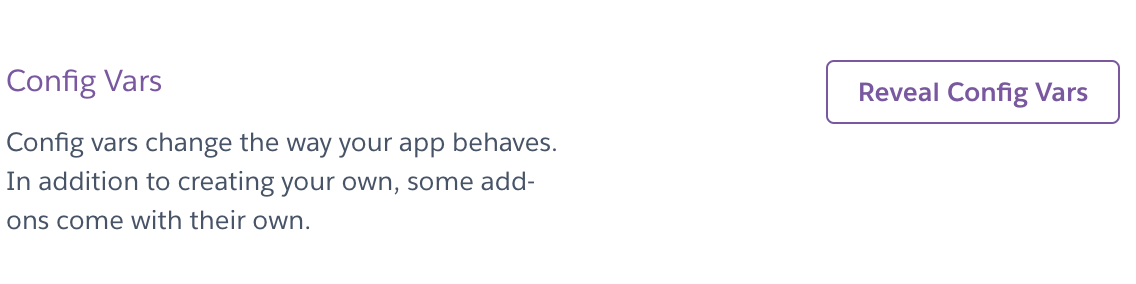 Config Vars
Reveal Config Vars
Config vars change the way your app behaves.
In addition to creating your own, some add-
ons come with their own.